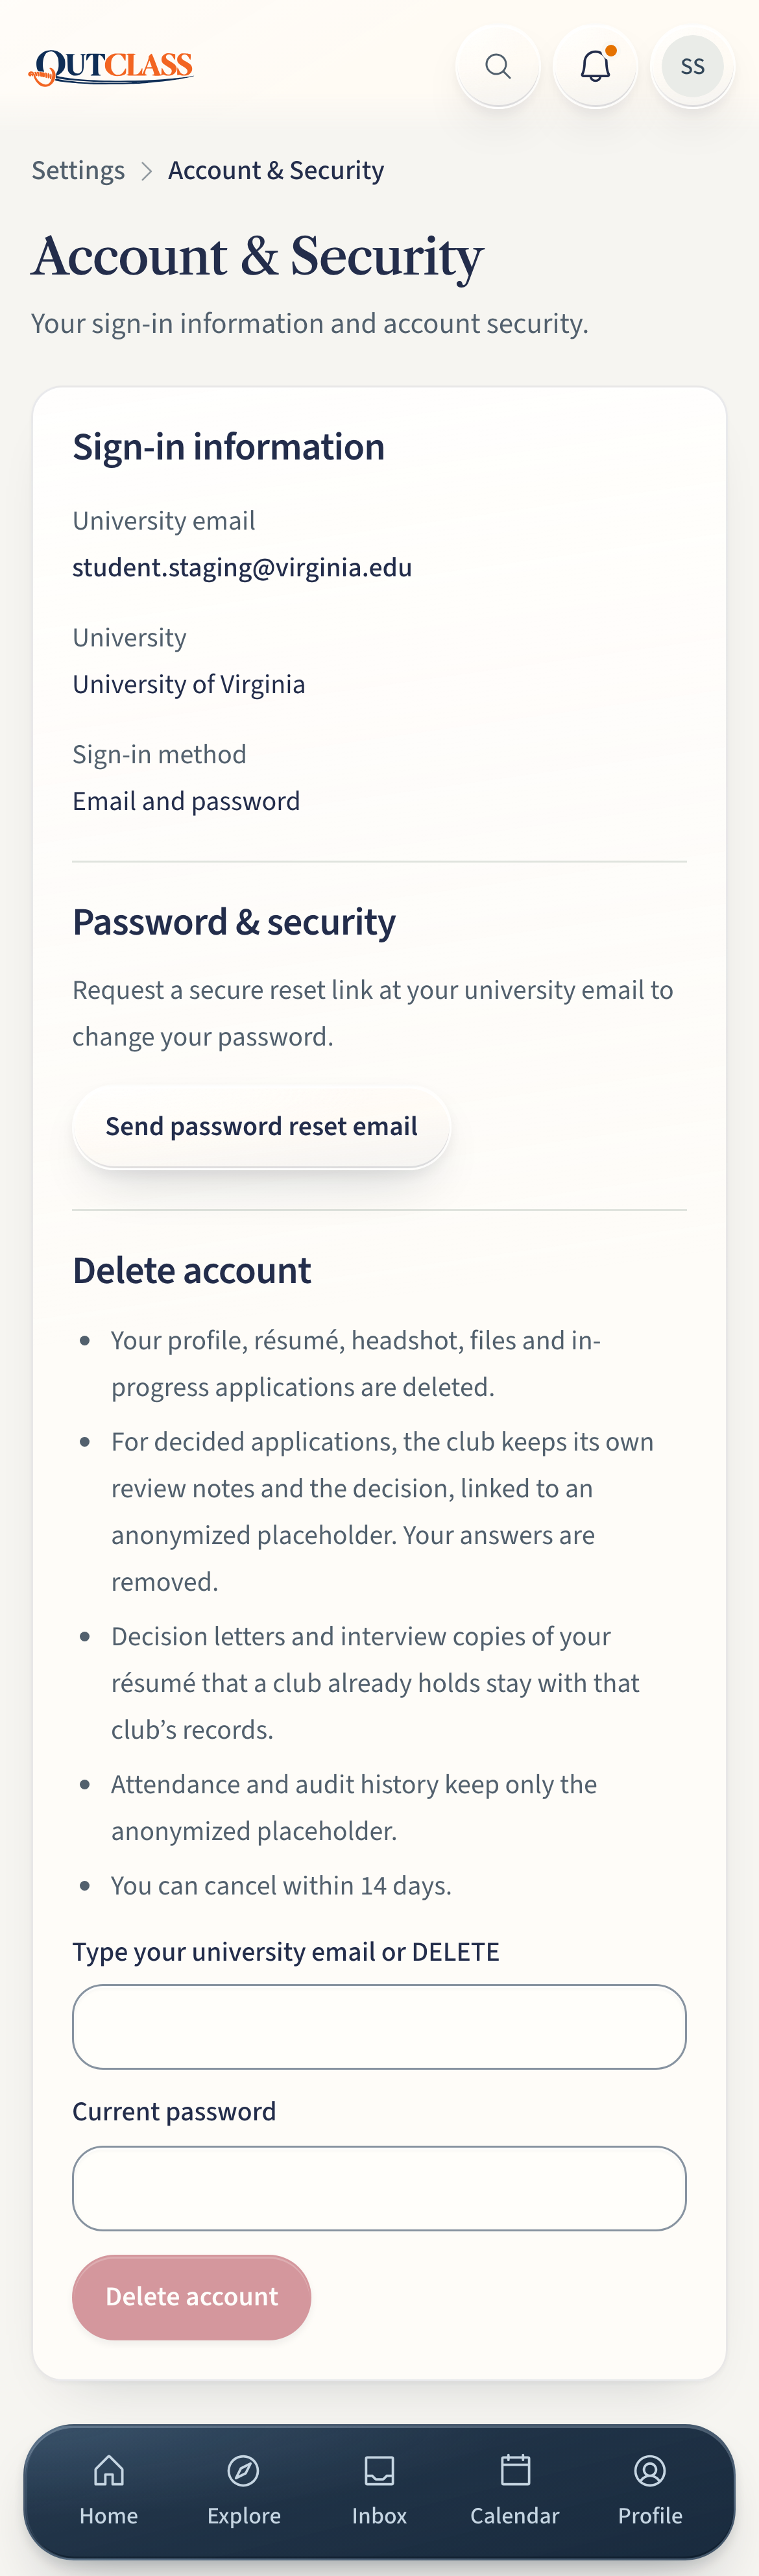 OUTCLASS
SS
Settings > Account & Security
Account & Security
Your sign-in information and account security.
Sign-in information
University email
student.staging@virginia.edu
University
University of Virginia
Sign-in method
Email and password
Password & security
Request a secure reset link at your university email to
change your password.
Send password reset email
Delete account
• Your profile, résumé, headshot, files and in-
progress applications are deleted.
• For decided applications, the club keeps its own
review notes and the decision, linked to an
anonymized placeholder. Your answers are
removed.
• Decision letters and interview copies of your
résumé that a club already holds stay with that
club’s records.
• Attendance and audit history keep only the
anonymized placeholder.
• You can cancel within 14 days.
Type your university email or DELETE
Current password
Delete account
Home Explore Inbox Calendar Profile